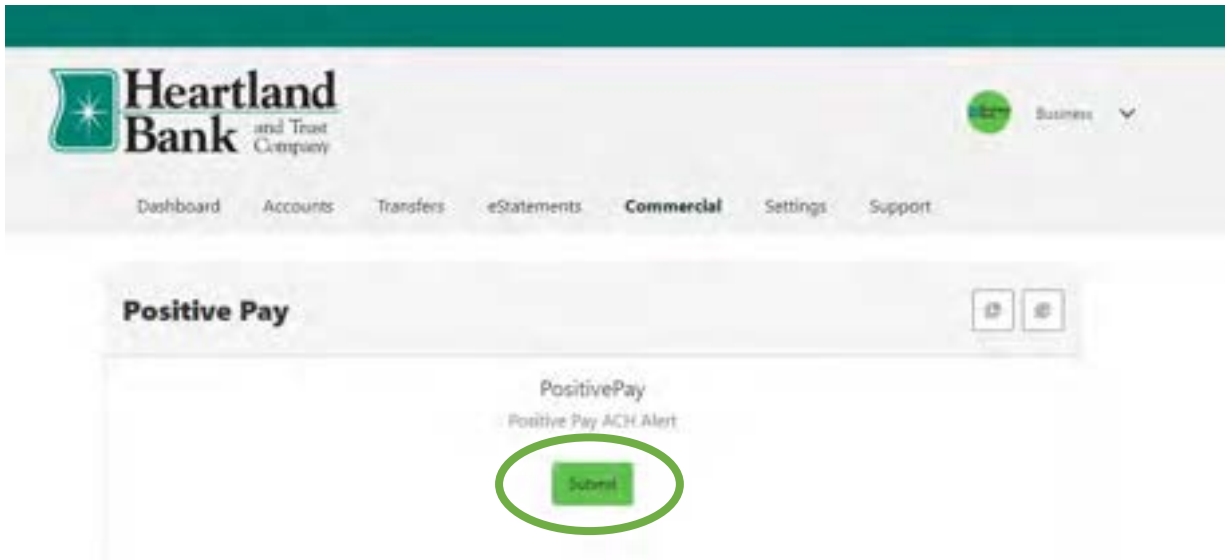 Heartland
Bank and Trust
Company
Business
Dashboard Accounts Transfers eStatements Commercial Settings Support
Positive Pay
PositivePay
Positive Pay ACH Alert
Submit